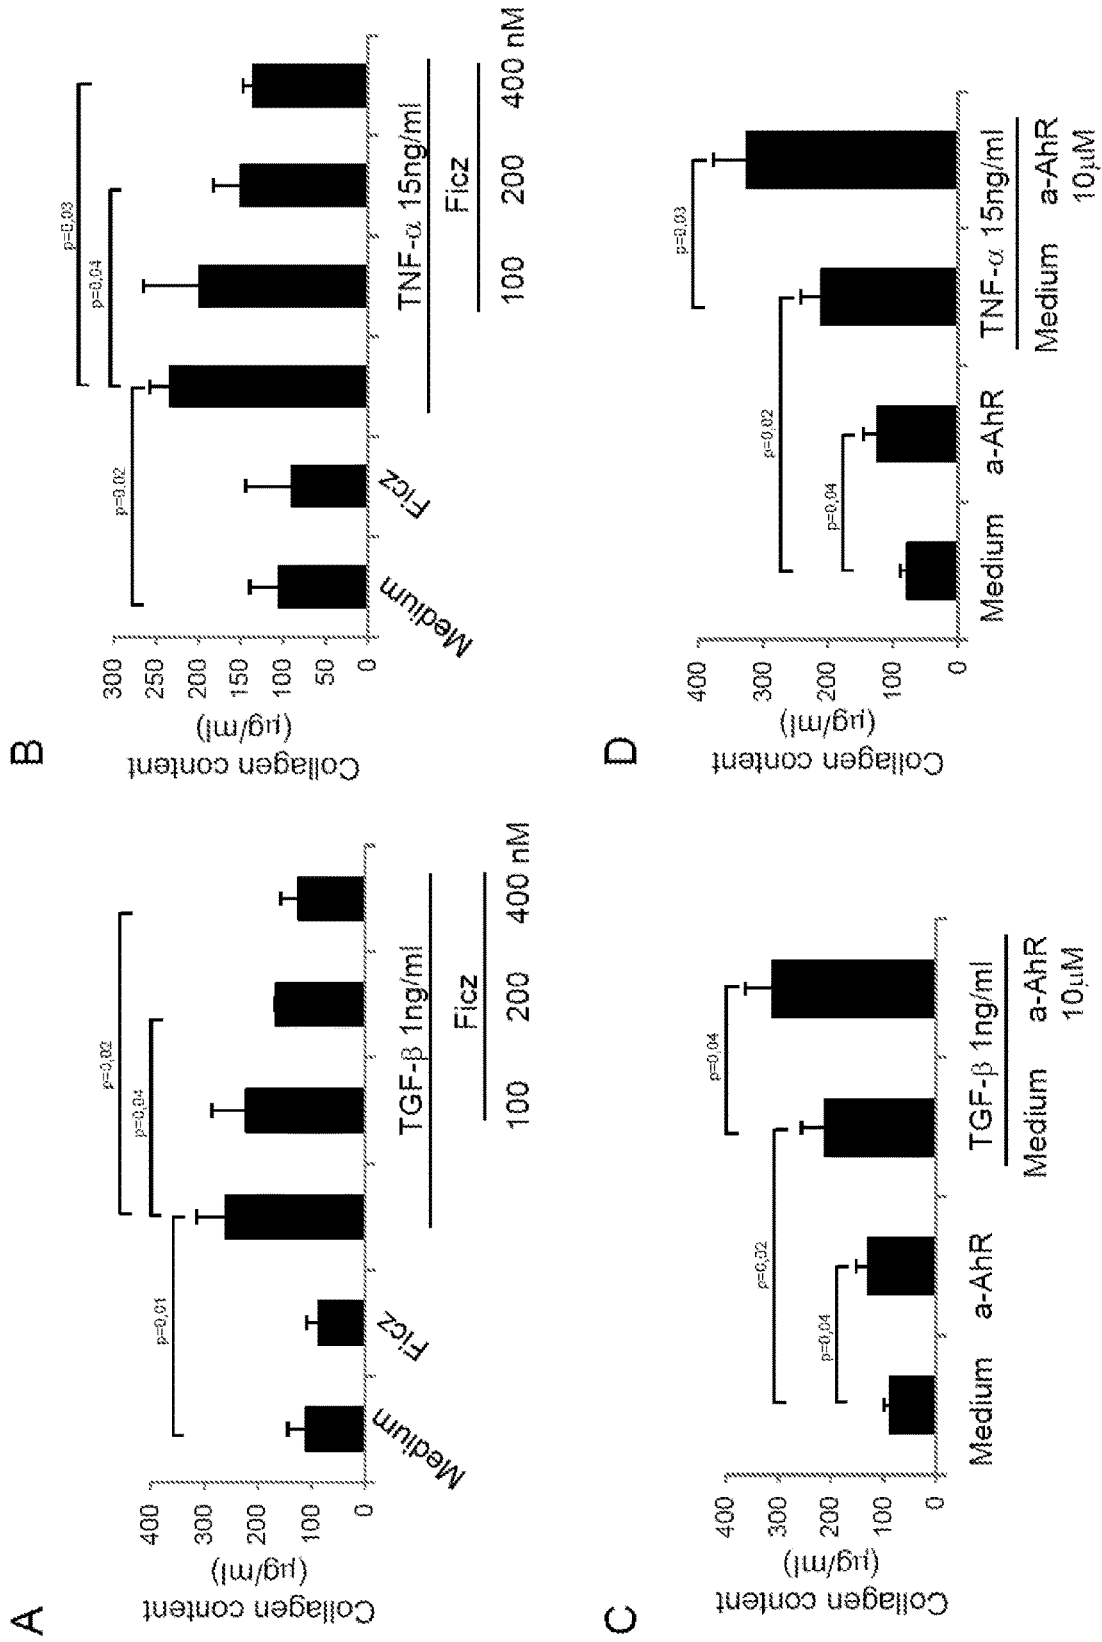 A
Collagen content
(µg/ml)
400
300
200
100
0
p=0,01
p=0,04
p=0,02
Medium
Ficz
TGF-β 1ng/ml
Ficz
100 200 400 nM
B
Collagen content
(µg/ml)
300
250
200
150
100
50
0
p=0,02
p=0,04
p=0,03
Medium
Ficz
TNF-α 15ng/ml
Ficz
100 200 400 nM
C
Collagen content
(µg/ml)
400
300
200
100
0
p=0,04
p=0,02
p=0,04
Medium a-AhR
TGF-β 1ng/ml
Medium a-AhR
10µM
D
Collagen content
(µg/ml)
400
300
200
100
0
p=0,04
p=0,02
p=0,03
Medium a-AhR
TNF-α 15ng/ml
Medium a-AhR
10µM